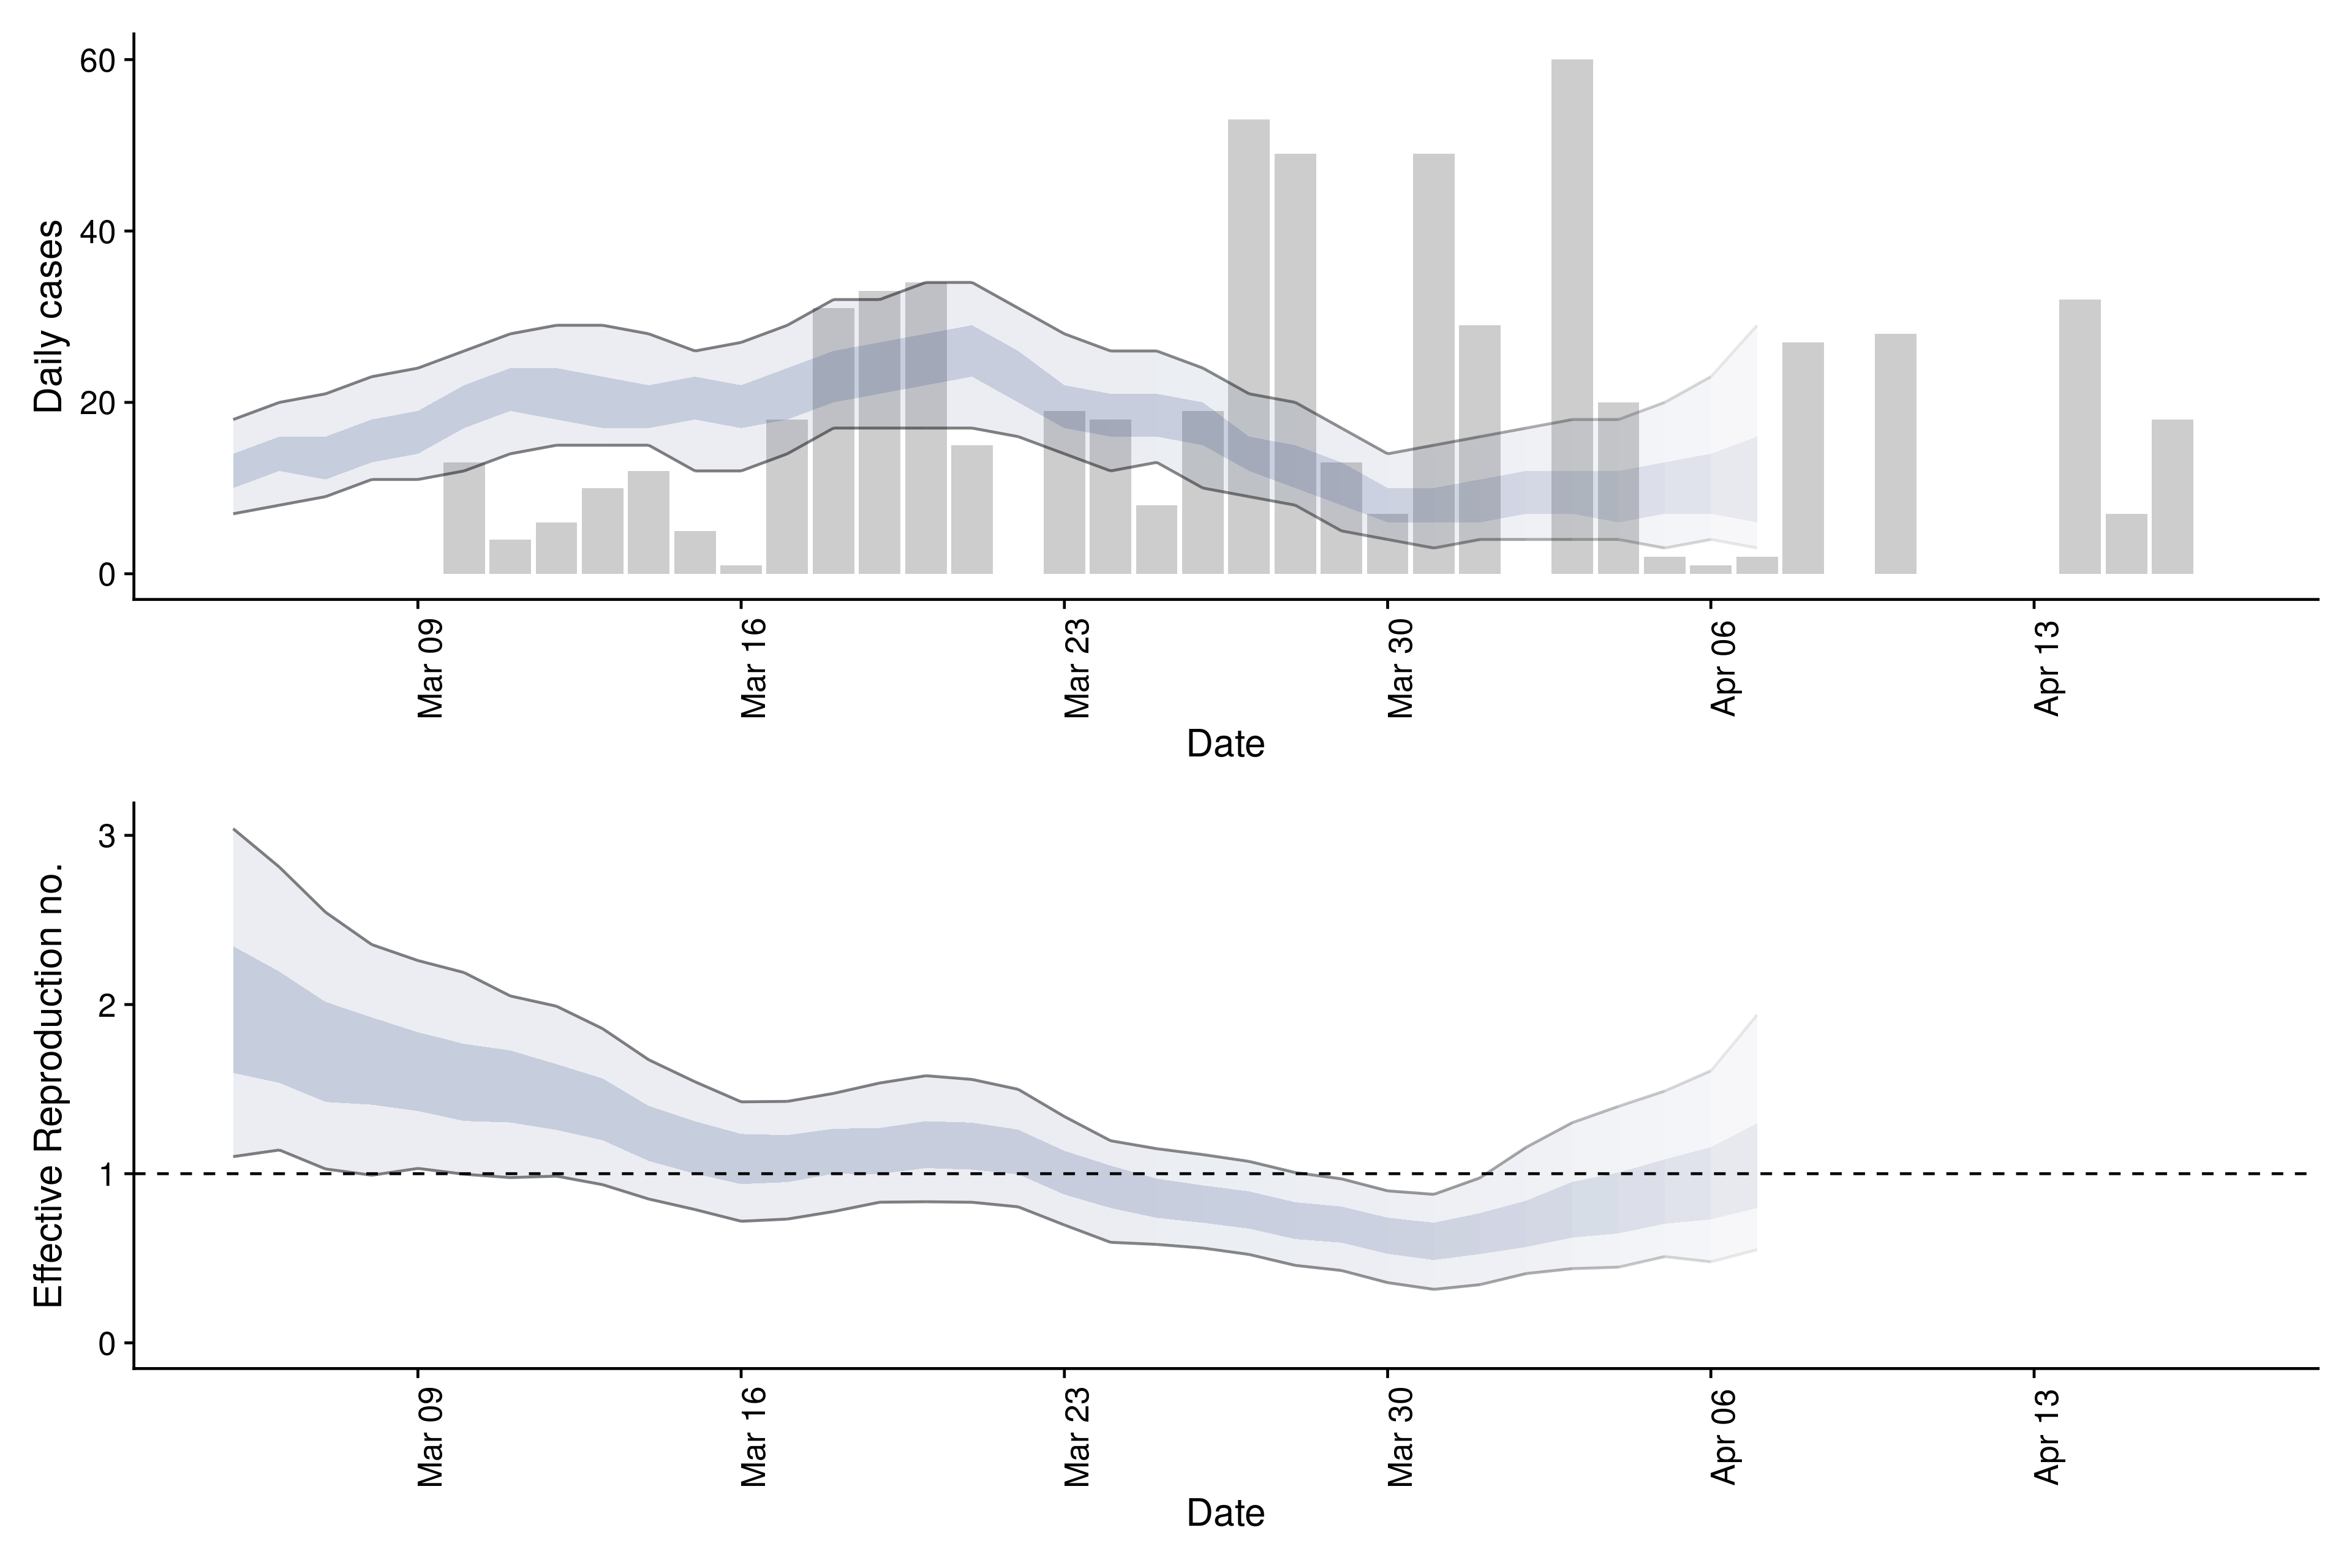 Daily cases
60
40
20
0
Mar 09
Mar 16
Mar 23
Mar 30
Apr 06
Apr 13
Date
Effective Reproduction no.
3
2
1
0
Mar 09
Mar 16
Mar 23
Mar 30
Apr 06
Apr 13
Date